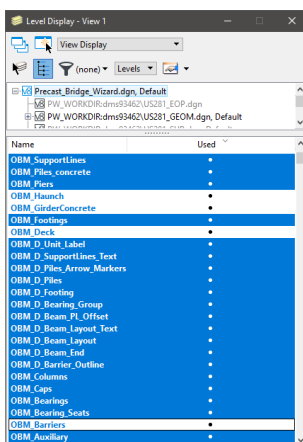 Level Display - View 1
View Display
(none) Levels
Precast_Bridge_Wizard.dgn, Default
PW_WORKDIR:dms93462\US281_EOP.dgn
PW_WORKDIR:dms93462\US281_GEOM.dgn, Default
Name Used
OBM_SupportLines
OBM_Piles_concrete
OBM_Piers
OBM_Haunch
OBM_GirderConcrete
OBM_Footings
OBM_Deck
OBM_D_Unit_Label
OBM_D_SupportLines_Text
OBM_D_Piles_Arrow_Markers
OBM_D_Piles
OBM_D_Footing
OBM_D_Bearing_Group
OBM_D_Beam_PL_Offset
OBM_D_Beam_Layout_Text
OBM_D_Beam_Layout
OBM_D_Beam_End
OBM_D_Barrier_Outline
OBM_Columns
OBM_Caps
OBM_Bearings
OBM_Bearing_Seats
OBM_Barriers
OBM_Auxiliary